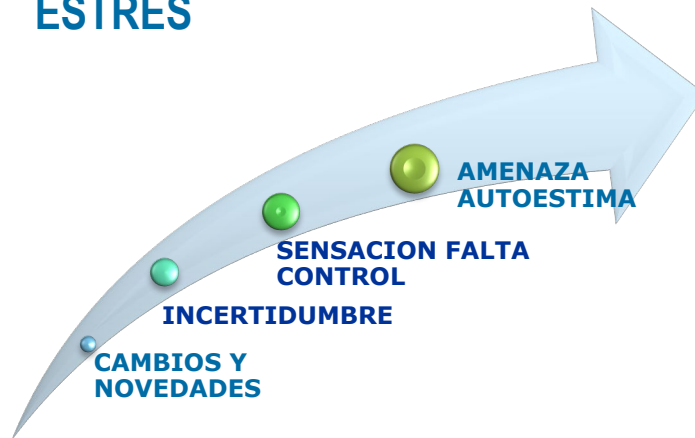 ESTRES
AMENAZA
AUTOESTIMA
SENSACION FALTA
CONTROL
INCERTIDUMBRE
CAMBIOS Y
NOVEDADES